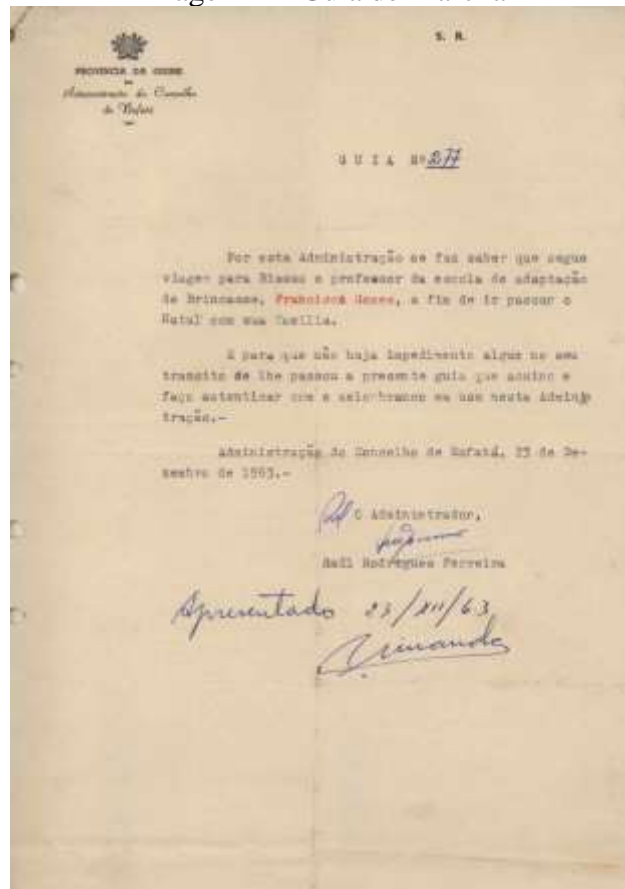 S. R.
PROVINCIA DA GUINÉ
Administração do Concelho
de Bafatá
GUIA Nº 277
Por esta Administração se faz saber que segue
viagem para Bissau o professor da escola de adaptação
de Francisco Gomes, a fim de ir passar o
Natal com sua família.
E para que não haja impedimento algum no seu
transito se lhe passou a presente guia que assino e
faço autenticar com o selo branco em uso nesta Adminis
tração.-
Administração do Concelho de Bafatá, 23 de De-
zembro de 1963.-
O Administrador,
Raúl Rodrigues Ferreira
Apresentado 23/XII/63